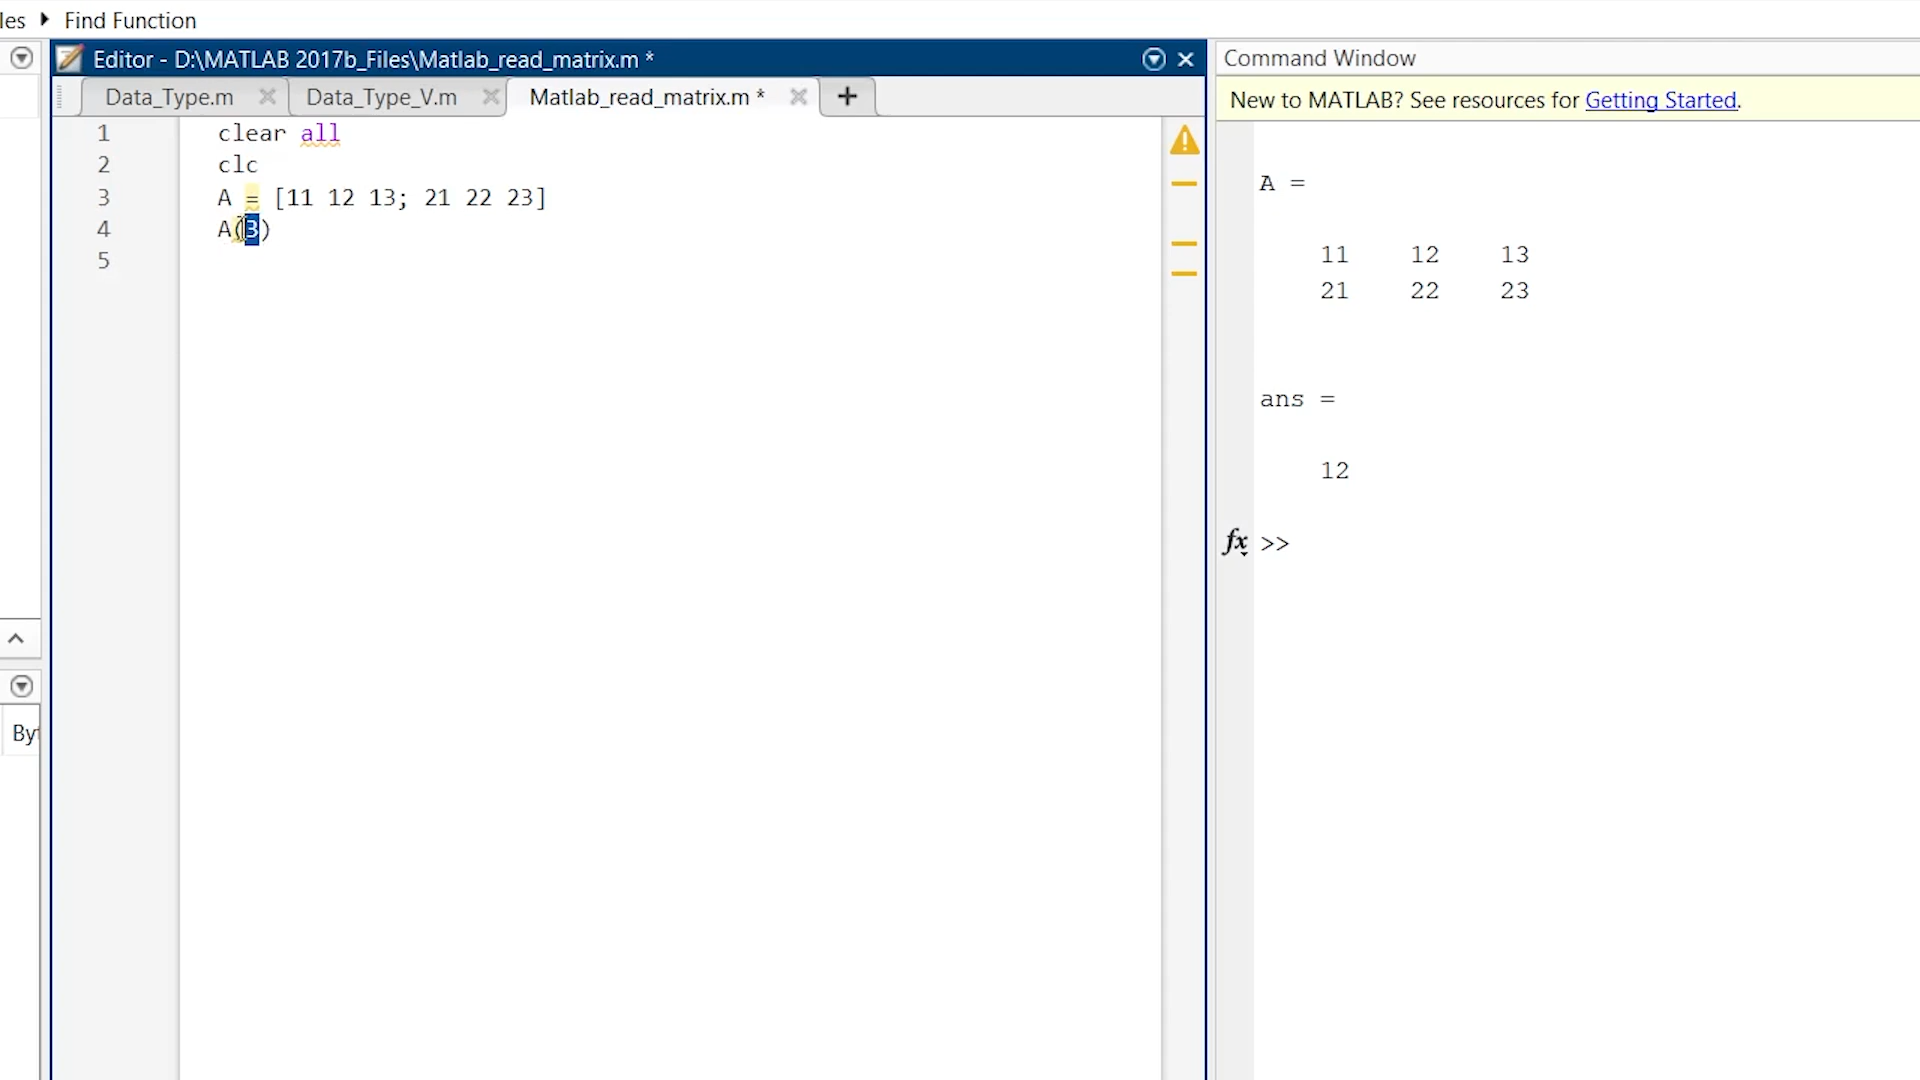 les ▸ Find Function
Editor - D:\MATLAB 2017b_Files\Matlab_read_matrix.m *
Data_Type.m
Data_Type_V.m
Matlab_read_matrix.m *
1 clear all
2 clc
3 A = [11 12 13; 21 22 23]
4 A(3)
5
Byt
Command Window
New to MATLAB? See resources for Getting Started.
A =
11 12 13
21 22 23
ans =
12
fx >>